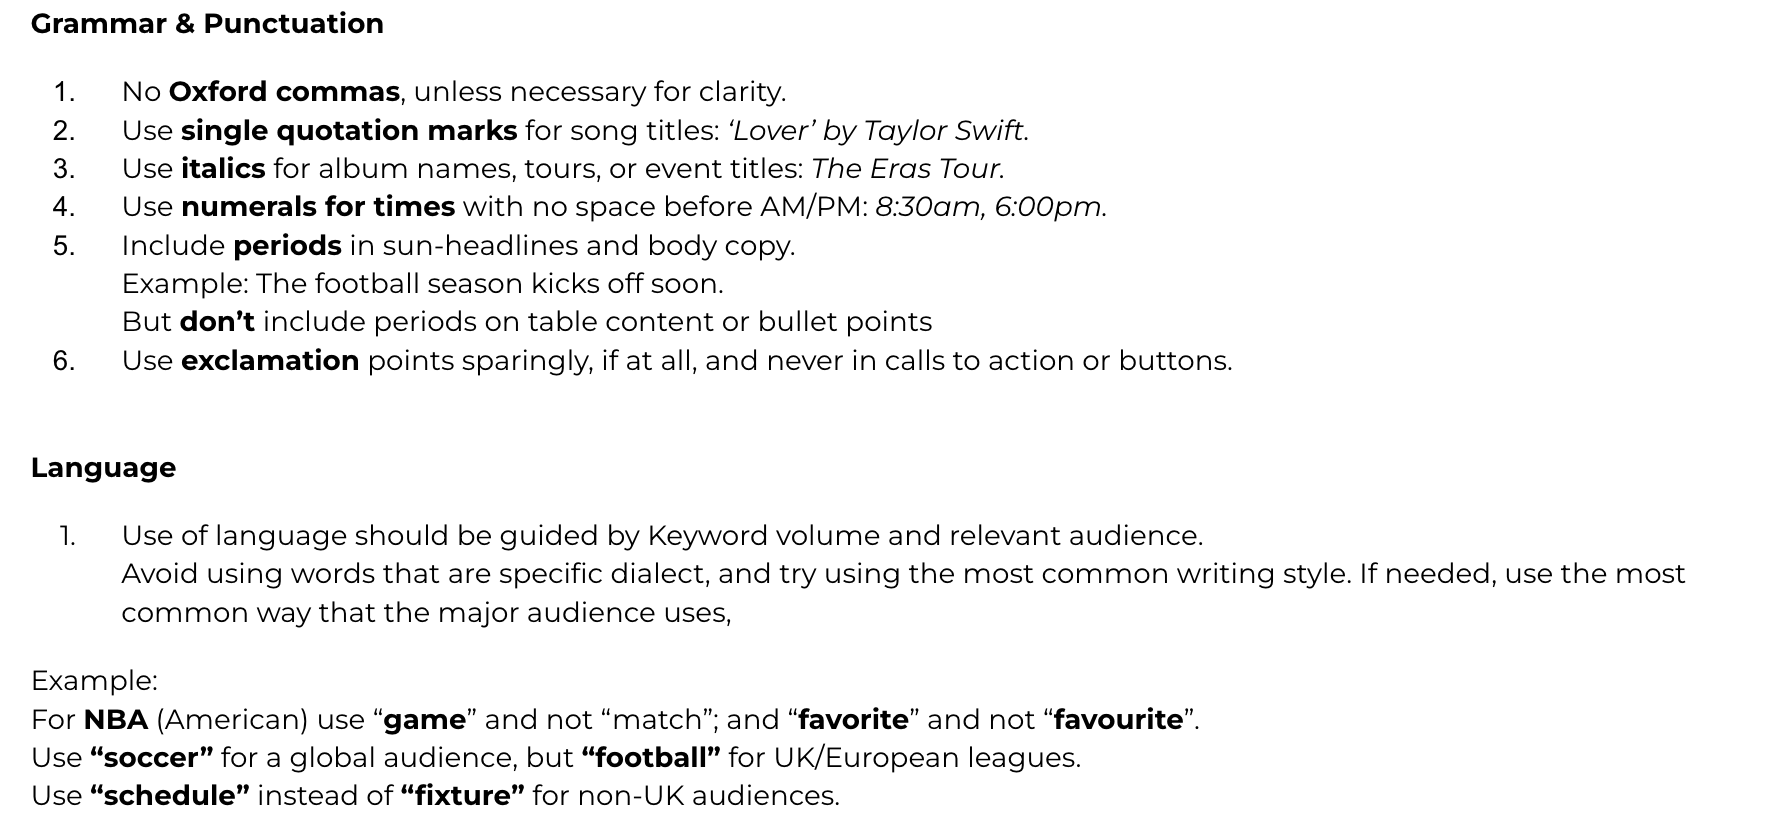 Grammar & Punctuation
1. No Oxford commas, unless necessary for clarity.
2. Use single quotation marks for song titles: ‘Lover’ by Taylor Swift.
3. Use italics for album names, tours, or event titles: The Eras Tour.
4. Use numerals for times with no space before AM/PM: 8:30am, 6:00pm.
5. Include periods in sun-headlines and body copy.
Example: The football season kicks off soon.
But don’t include periods on table content or bullet points
6. Use exclamation points sparingly, if at all, and never in calls to action or buttons.
Language
1. Use of language should be guided by Keyword volume and relevant audience.
Avoid using words that are specific dialect, and try using the most common writing style. If needed, use the most
common way that the major audience uses,
Example:
For NBA (American) use “game” and not “match”; and “favorite” and not “favourite”.
Use “soccer” for a global audience, but “football” for UK/European leagues.
Use “schedule” instead of “fixture” for non-UK audiences.